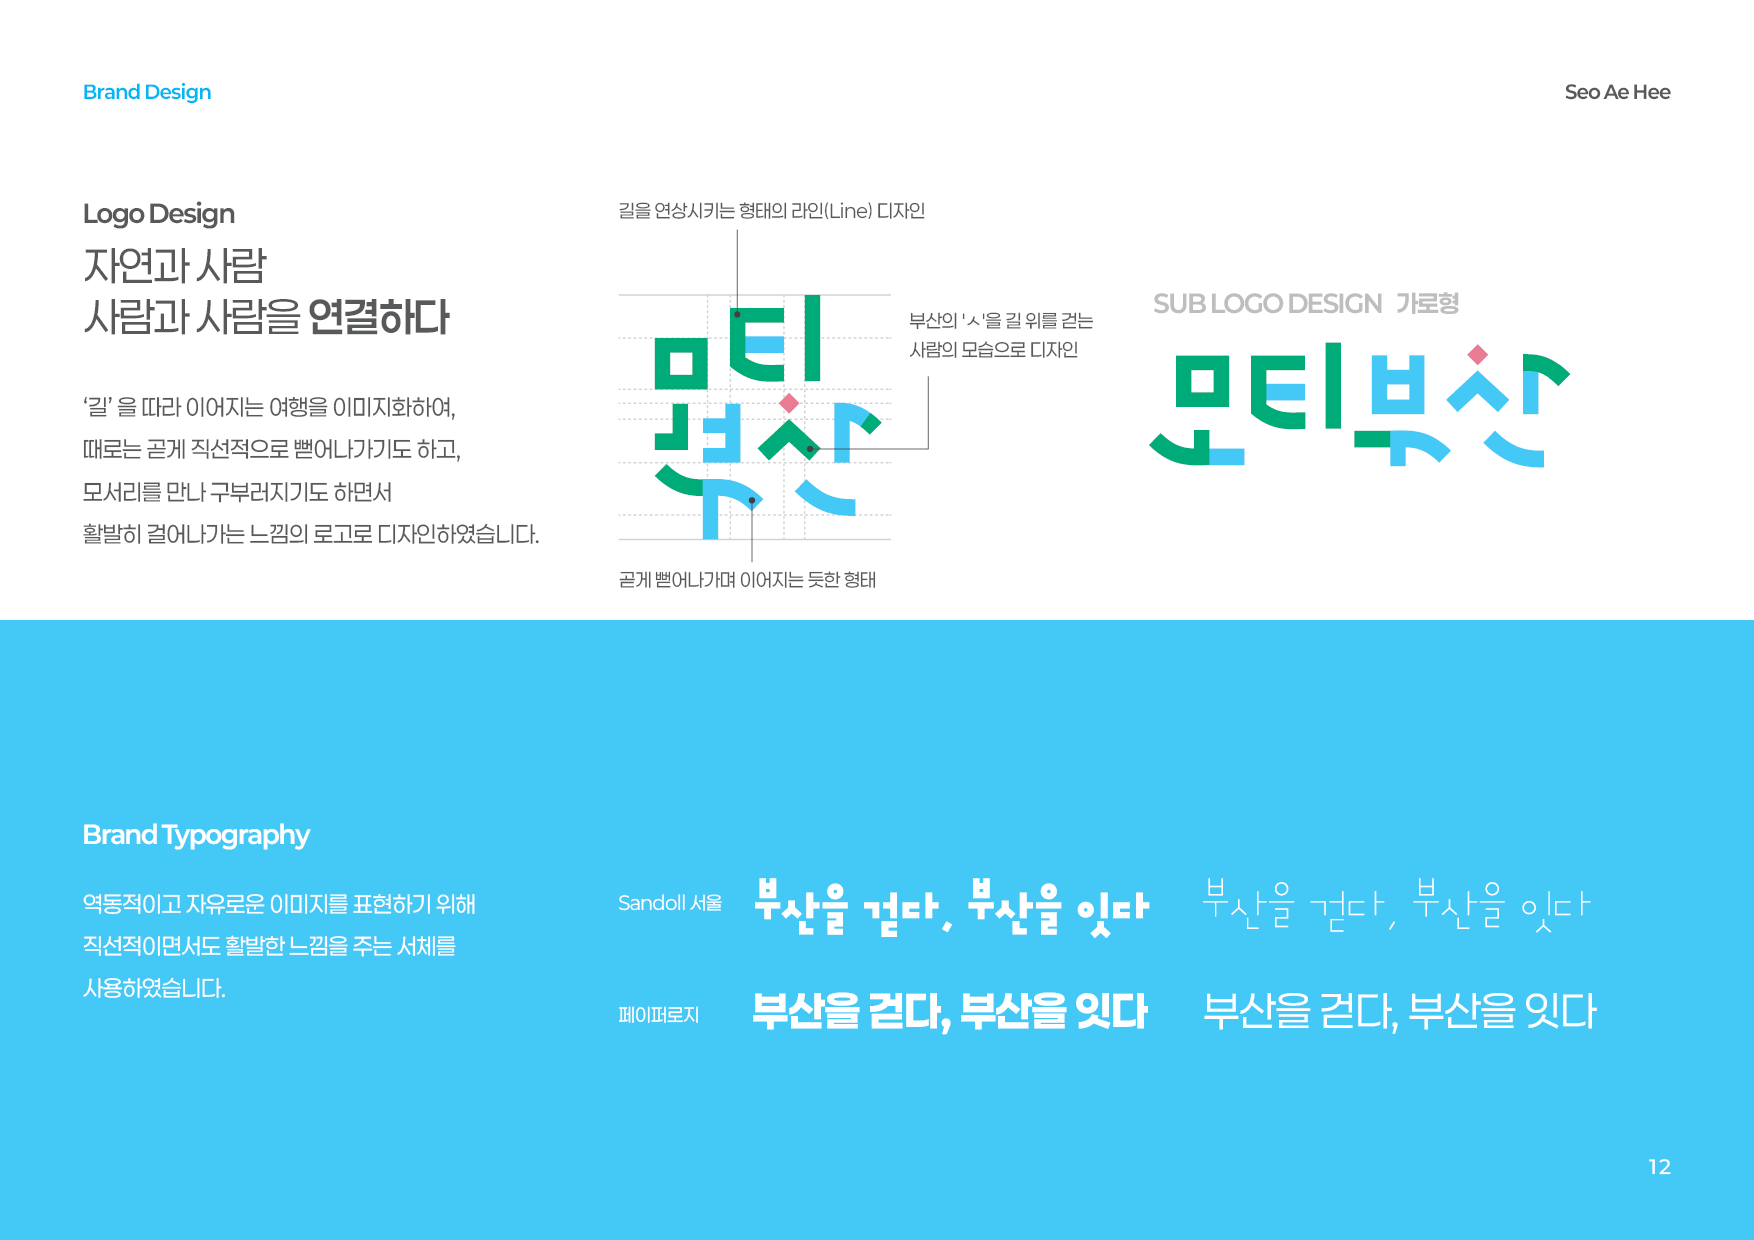 Brand Design
Seo Ae Hee
Logo Design
자연과 사람
사람과 사람을 연결하다
‘길’ 을 따라 이어지는 여행을 이미지화하여,
때로는 곧게 직선적으로 뻗어나가기도 하고,
모서리를 만나 구부러지기도 하면서
활발히 걸어나가는 느낌의 로고로 디자인하였습니다.
길을 연상시키는 형태의 라인(Line) 디자인
모티
부산
부산의 'ㅅ'을 길 위를 걷는
사람의 모습으로 디자인
곧게 뻗어나가며 이어지는 듯한 형태
SUB LOGO DESIGN 가로형
모티부산
Brand Typography
역동적이고 자유로운 이미지를 표현하기 위해
직선적이면서도 활발한 느낌을 주는 서체를
사용하였습니다.
Sandoll 서울
부산을 걷다, 부산을 잇다
부산을 걷다, 부산을 잇다
페이퍼로지
부산을 걷다, 부산을 잇다
부산을 걷다, 부산을 잇다
12